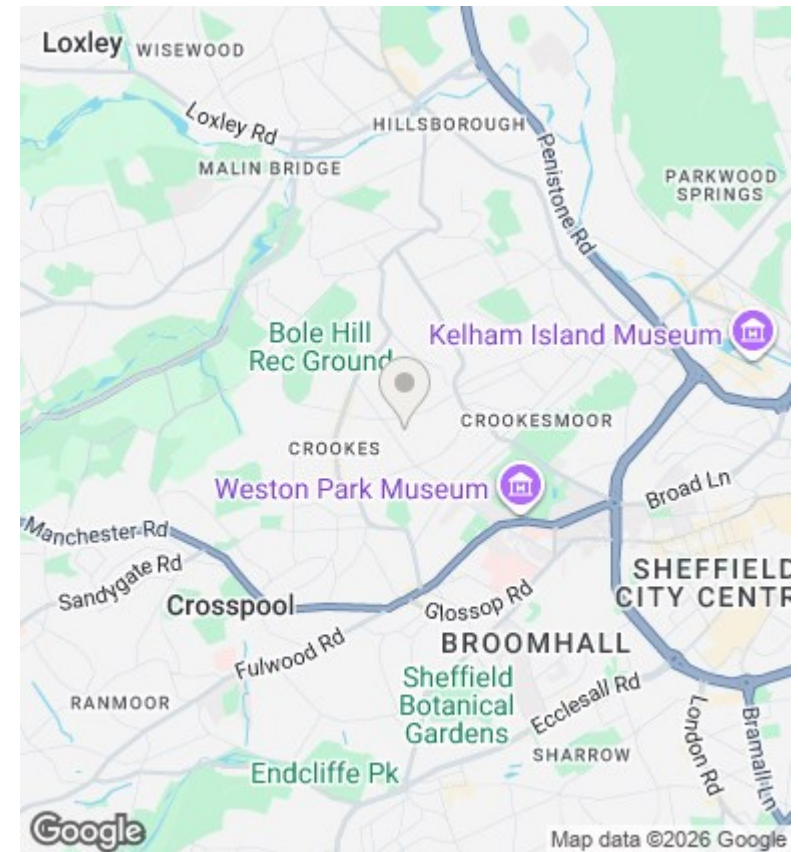 Loxley
WISEWOOD
Loxley Rd
HILLSBOROUGH
MALIN BRIDGE
Penistone Rd
PARKWOOD
SPRINGS
Bole Hill
Rec Ground
Kelham Island Museum
CROOKESMOOR
CROOKES
Weston Park Museum
Broad Ln
Manchester Rd
Sandygate Rd
SHEFFIELD
CITY CENTR
Crosspool
Glossop Rd
BROOMHALL
Fulwood Rd
Sheffield
Botanical
Gardens
RANMOOR
Ecclesall Rd
London Rd
Bramall Ln
SHARROW
Endcliffe Pk
Google
Map data ©2026 Google